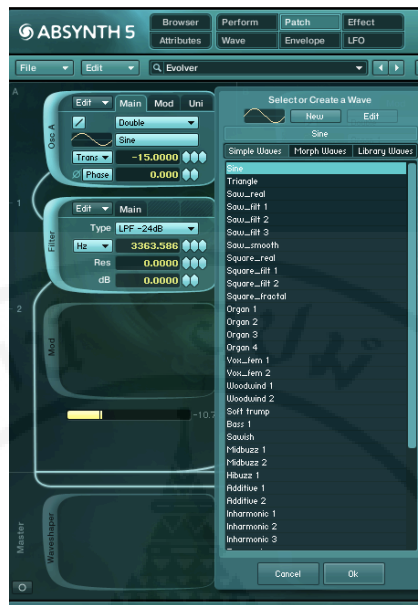 ABSYNTH 5
Browser Perform Patch Effect
Attributes Wave Envelope LFO
File Edit Evolver
A
Osc A
Edit Main Mod Uni
Double
Sine
Trans -15.0000
Phase 0.000
1
Filter
Edit Main
Type LPF -24dB
Hz 3363.586
Res 0.0000
dB 0.0000
2
Mod
-10.7
Master
Waveshaper
Select or Create a Wave
New Edit
Sine
Simple Waves Morph Waves Library Waves
Sine
Triangle
Saw_real
Saw_filt 1
Saw_filt 2
Saw_filt 3
Saw_smooth
Square_real
Square_filt 1
Square_filt 2
Square_fractal
Organ 1
Organ 2
Organ 3
Organ 4
Vox_fem 1
Vox_fem 2
Woodwind 1
Woodwind 2
Soft trump
Bass 1
Sawish
Midbuzz 1
Midbuzz 2
Hibuzz 1
Additive 1
Additive 2
Inharmonic 1
Inharmonic 2
Inharmonic 3
Cancel Ok